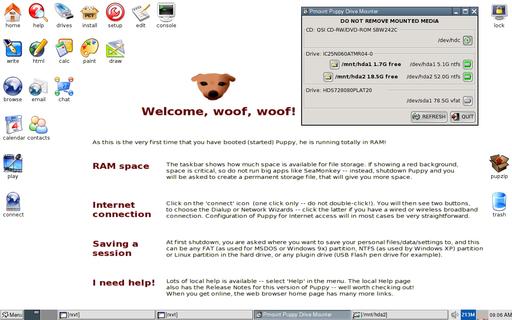 home
help
drives
install
setup
edit
console
lock
write
html
calc
paint
draw
browse
email
chat
calendar
contacts
play
connect
pupzip
trash
Pmount Puppy Drive Mounter
DO NOT REMOVE MOUNTED MEDIA
CD: QSI CD-RW/DVD-ROM SBW242C
/dev/hdc
Drive: IC25N060ATMR04-0
/mnt/hda1 1.7G free
/dev/hda1 5.1G ntfs
/mnt/hda2 18.5G free
/dev/hda2 52.0G ntfs
Drive: HDS728080PLAT20
/dev/sda1 78.5G vfat
REFRESH
QUIT
Welcome, woof, woof!
As this is the very first time that you have booted (started) Puppy, he is running totally in RAM!
RAM space
The taskbar shows how much space is available for file storage. If showing a red background,
space is critical, so do not run big apps like SeaMonkey -- instead, shutdown Puppy and you
will be asked to create a permanent storage file, that will give you more space.
Internet
connection
Click on the 'connect' icon (one click only -- do not double-click!). You will then see two buttons,
to choose the Dialup or Network Wizards -- click the latter if you have a wired or wireless broadband
connection. Configuration of Puppy for Internet access will in most cases be very straightforward.
Saving a
session
At first shutdown, you are asked where you want to save your personal files/data/settings to, and this
can be any FAT (as used for MSDOS or Windows 9x) partition, NTFS (as used by Windows XP) partition
or Linux partition in the hard drive, or any plugin drive (USB Flash pen drive for example).
I need help!
Lots of local help is available -- select 'Help' in the menu. The local Help page
also has the Release Notes for this version of Puppy -- well worth checking out!
When you get online, the web browser home page has many more links.
Menu
[/mnt/hda2]
Pmount Puppy Drive Mounter
213M
09:06 AM